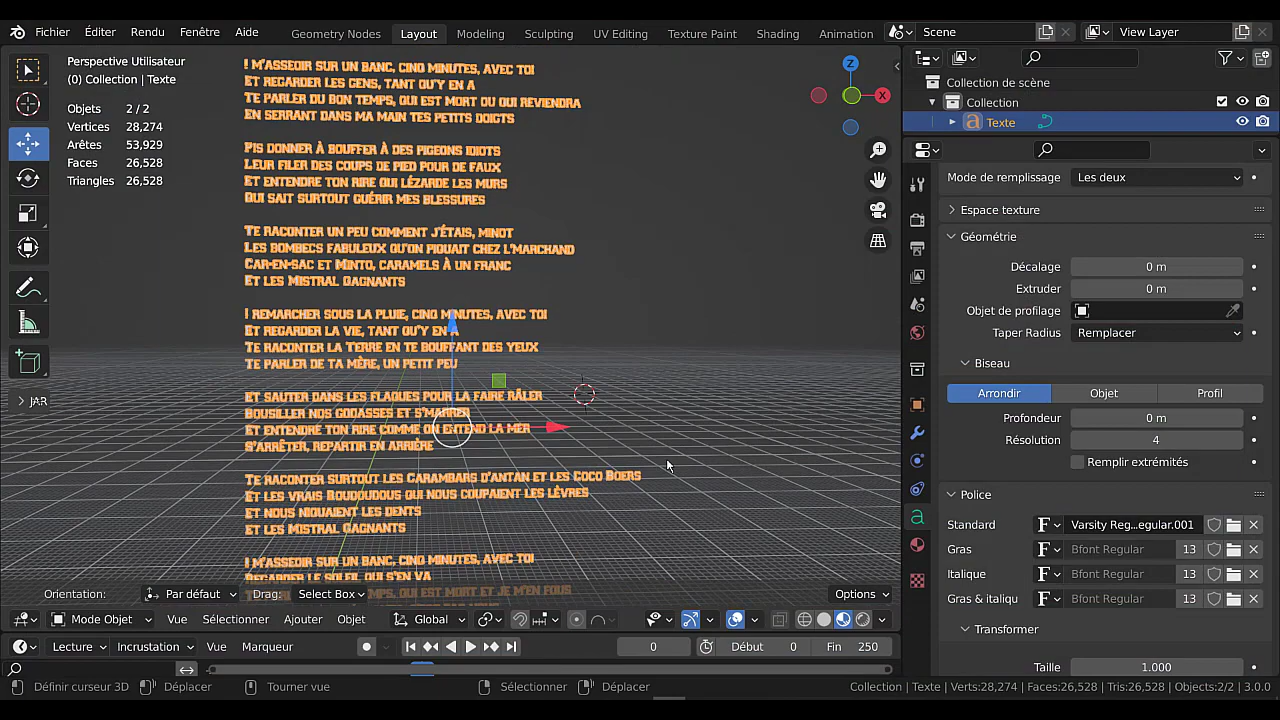 Fichier Éditer Rendu Fenêtre Aide Geometry Nodes Layout Modeling Sculpting UV Editing Texture Paint Shading Animation Scene View Layer
Perspective Utilisateur
(0) Collection | Texte
Objets 2 / 2
Vertices 28,274
Arêtes 53,929
Faces 26,528
Triangles 26,528
JAR
! M'ASSEOIR SUR UN BANC, CINQ MINUTES, AVEC TOI
ET REGARDER LES GENS, TANT QU'Y EN A
TE PARLER DU BON TEMPS, QUI EST MORT OU QUI REVIENDRA
EN SERRANT DANS MA MAIN TES PETITS DOIGTS
PIS DONNER À BOUFFER À DES PIGEONS IDIOTS
LEUR FILER DES COUPS DE PIED POUR DE FAUX
ET ENTENDRE TON RIRE QUI LÉZARDE LES MURS
QUI SAIT SURTOUT GUÉRIR MES BLESSURES
TE RACONTER UN PEU COMMENT J'ÉTAIS, MINOT
LES BOMBECS FABULEUX QU'ON PIQUAIT CHEZ L'MARCHAND
CAR-EN-SAC ET MINTO, CARAMELS À UN FRANC
ET LES MISTRAL GAGNANTS
! REMARCHER SOUS LA PLUIE, CINQ MINUTES, AVEC TOI
ET REGARDER LA VIE, TANT QU'Y EN A
TE RACONTER LA TERRE EN TE BOUFFANT DES YEUX
TE PARLER DE TA MÈRE, UN PETIT PEU
ET SAUTER DANS LES FLAQUES POUR LA FAIRE RÂLER
BOUSILLER NOS GODASSES ET S'MARRER
ET ENTENDRE TON RIRE COMME ON ENTEND LA MER
S'ARRÊTER, REPARTIR EN ARRIÈRE
TE RACONTER SURTOUT LES CARAMBARS D'ANTAN ET LES COCO BOERS
ET LES VRAIS ROUDOUDOUS QUI NOUS COUPAIENT LES LÈVRES
ET NOUS NIQUAIENT LES DENTS
ET LES MISTRAL GAGNANTS
! M'ASSEOIR SUR UN BANC, CINQ MINUTES, AVEC TOI
REGARDER LE SOLEIL QUI S'EN VA
TEMPS, QUI EST MORT ET JE M'EN FOUS
Z
X
Collection de scène
Collection
Texte
Mode de remplissage Les deux
Espace texture
Géométrie
Décalage 0 m
Extruder 0 m
Objet de profilage
Taper Radius Remplacer
Biseau
Arrondir Objet Profil
Profondeur 0 m
Résolution 4
Remplir extrémités
Police
Standard F Varsity Reg...egular.001
Gras F Bfont Regular 13
Italique F Bfont Regular 13
Gras & italiqu F Bfont Regular 13
Transformer
Taille 1.000
Orientation: Par défaut Drag: Select Box Options
Mode Objet Vue Sélectionner Ajouter Objet Global
Lecture Incrustation Vue Marqueur 0 Début 0 Fin 250
Définir curseur 3D Déplacer Tourner vue Sélectionner Déplacer Collection | Texte | Verts:28,274 | Faces:26,528 | Tris:26,528 | Objects:2/2 | 3.0.0